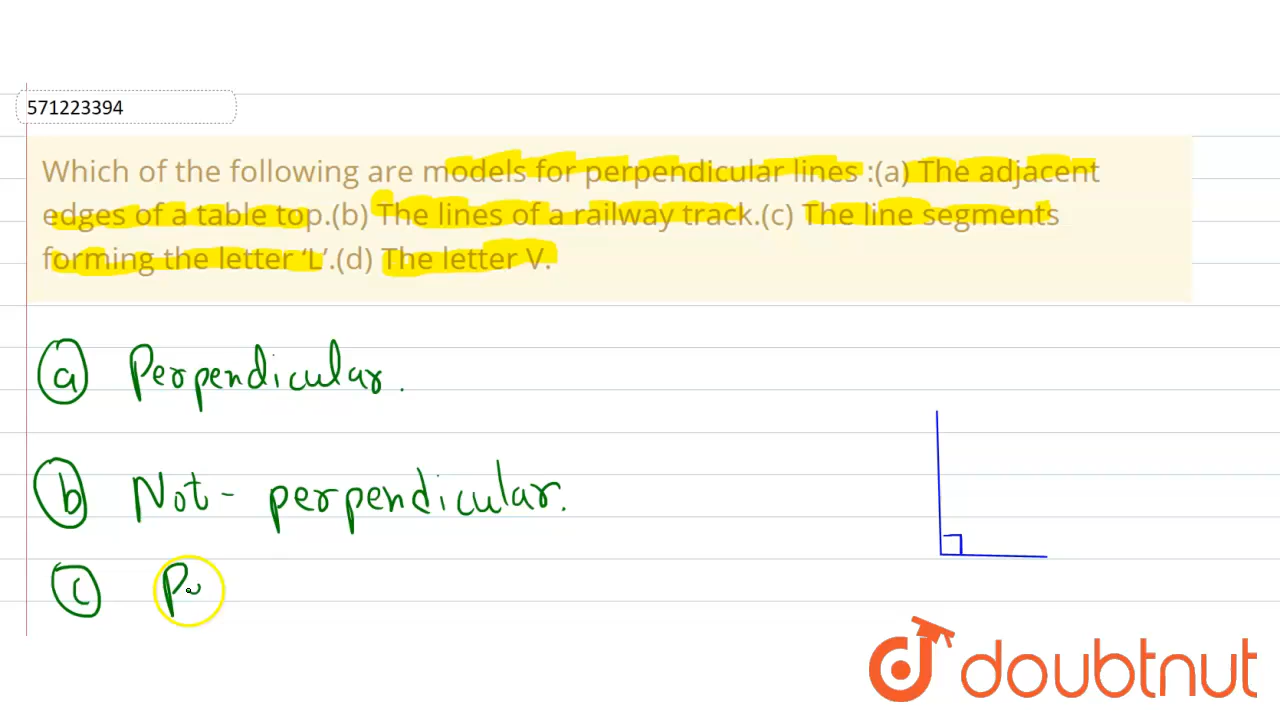 571223394
Which of the following are models for perpendicular lines :(a) The adjacent
edges of a table top.(b) The lines of a railway track.(c) The line segments
forming the letter ‘L’.(d) The letter V.
a Perpendicular.
b Not - perpendicular.
c Pe
doubtnut